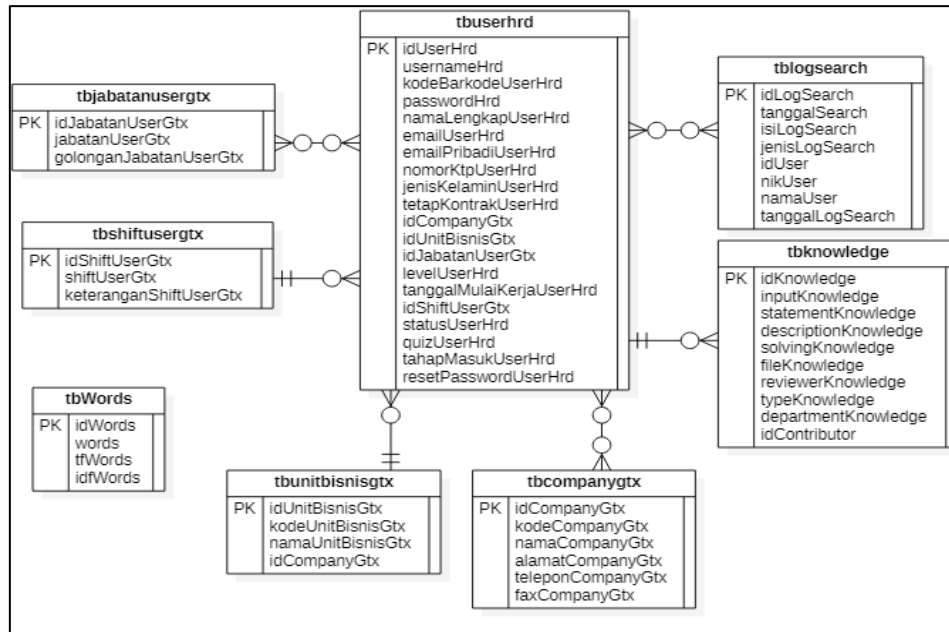 tbuserhrd
PK idUserHrd
usernameHrd
kodeBarkodeUserHrd
passwordHrd
namaLengkapUserHrd
emailUserHrd
emailPribadiUserHrd
nomorKtpUserHrd
jenisKelaminUserHrd
tetapKontrakUserHrd
idCompanyGtx
idUnitBisnisGtx
idJabatanUserGtx
levelUserHrd
tanggalMulaiKerjaUserHrd
idShiftUserGtx
statusUserHrd
quizUserHrd
tahapMasukUserHrd
resetPasswordUserHrd
tbjabatanusergtx
PK idJabatanUserGtx
jabatanUserGtx
golonganJabatanUserGtx
tbshiftusergtx
PK idShiftUserGtx
shiftUserGtx
keteranganShiftUserGtx
tbWords
PK idWords
words
tfWords
idfWords
tblogsearch
PK idLogSearch
tanggalSearch
isiLogSearch
jenisLogSearch
idUser
nikUser
namaUser
tanggalLogSearch
tbknowledge
PK idKnowledge
inputKnowledge
statementKnowledge
descriptionKnowledge
solvingKnowledge
fileKnowledge
reviewerKnowledge
typeKnowledge
departmentKnowledge
idContributor
tbunitbisnisgtx
PK idUnitBisnisGtx
kodeUnitBisnisGtx
namaUnitBisnisGtx
idCompanyGtx
tbcompanygtx
PK idCompanyGtx
kodeCompanyGtx
namaCompanyGtx
alamatCompanyGtx
teleponCompanyGtx
faxCompanyGtx